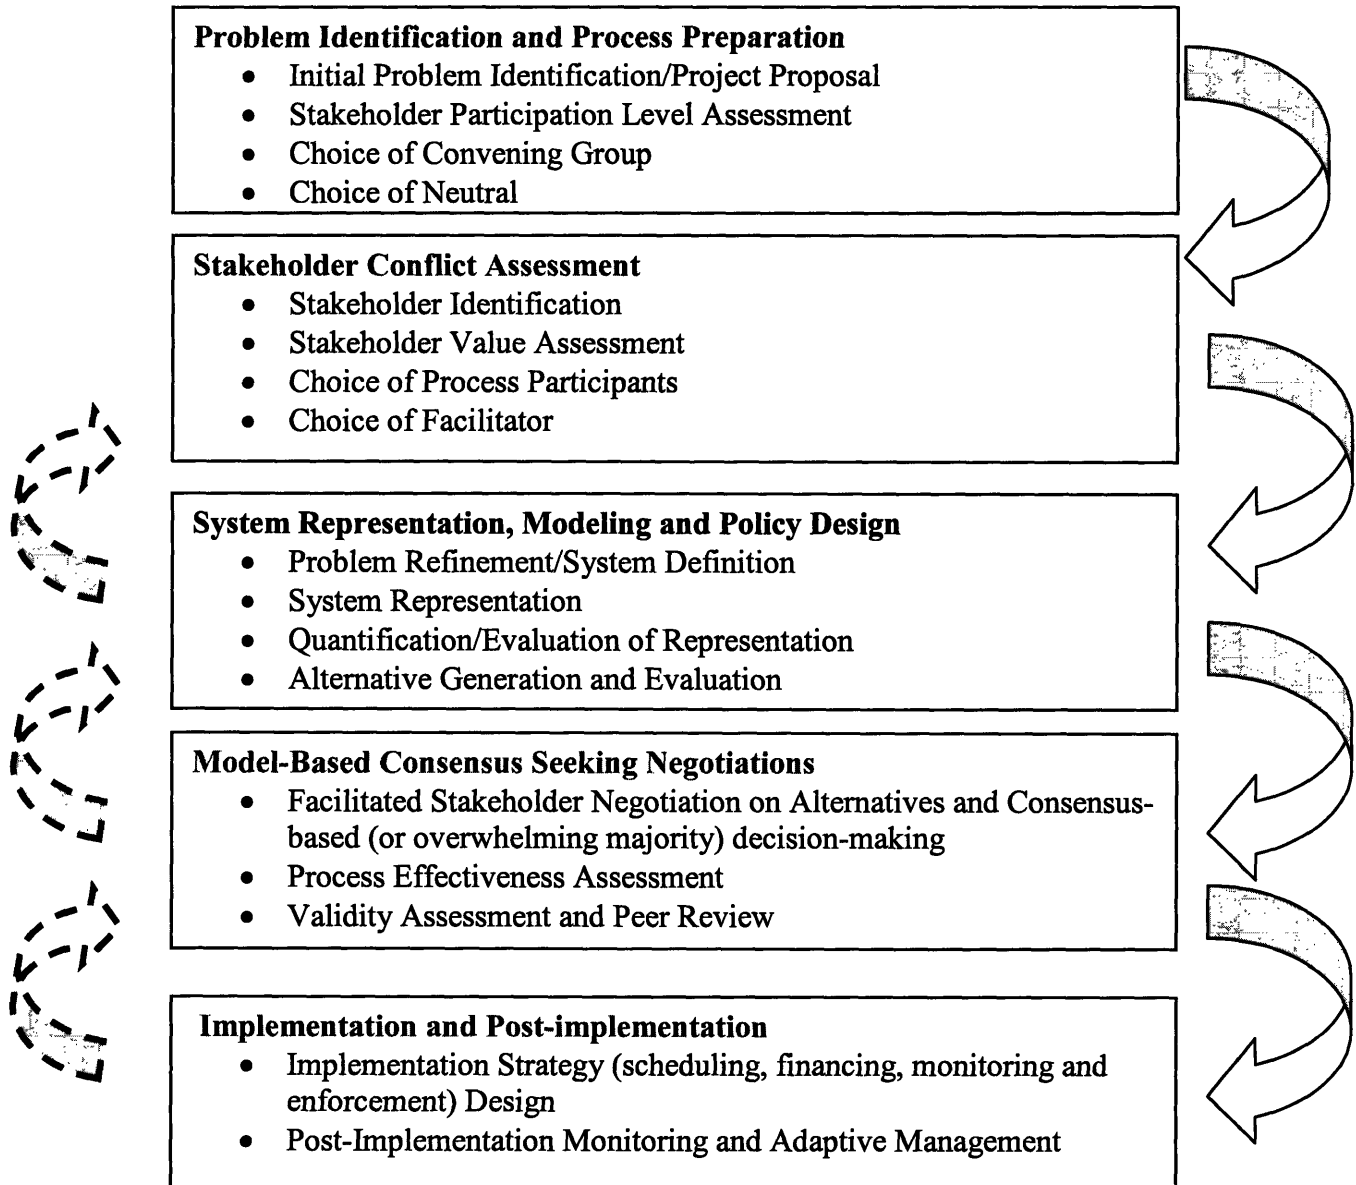 Problem Identification and Process Preparation
• Initial Problem Identification/Project Proposal
• Stakeholder Participation Level Assessment
• Choice of Convening Group
• Choice of Neutral
Stakeholder Conflict Assessment
• Stakeholder Identification
• Stakeholder Value Assessment
• Choice of Process Participants
• Choice of Facilitator
System Representation, Modeling and Policy Design
• Problem Refinement/System Definition
• System Representation
• Quantification/Evaluation of Representation
• Alternative Generation and Evaluation
Model-Based Consensus Seeking Negotiations
• Facilitated Stakeholder Negotiation on Alternatives and Consensus-
based (or overwhelming majority) decision-making
• Process Effectiveness Assessment
• Validity Assessment and Peer Review
Implementation and Post-implementation
• Implementation Strategy (scheduling, financing, monitoring and
enforcement) Design
• Post-Implementation Monitoring and Adaptive Management